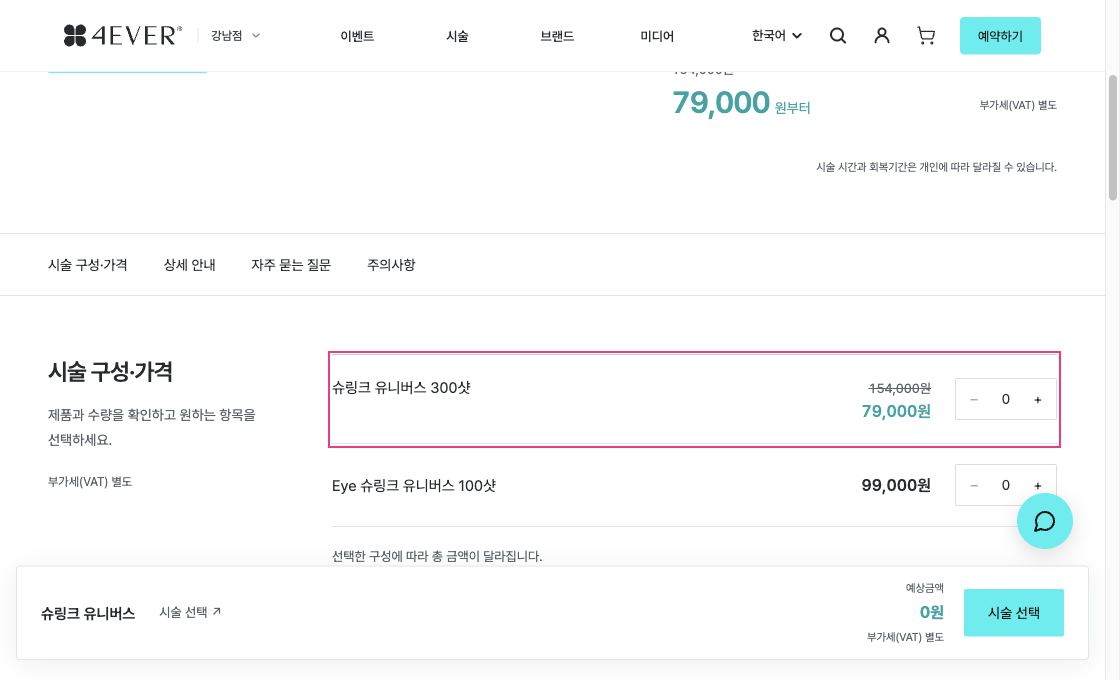 4EVER®
강남점
이벤트
시술
브랜드
미디어
한국어
예약하기
79,000 원부터
부가세(VAT) 별도
시술 시간과 회복기간은 개인에 따라 달라질 수 있습니다.
시술 구성·가격
상세 안내
자주 묻는 질문
주의사항
시술 구성·가격
제품과 수량을 확인하고 원하는 항목을
선택하세요.
부가세(VAT) 별도
슈링크 유니버스 300샷
154,000원
79,000원
− 0 +
Eye 슈링크 유니버스 100샷
99,000원
− 0 +
선택한 구성에 따라 총 금액이 달라집니다.
슈링크 유니버스
시술 선택 ↗
예상금액
0원
부가세(VAT) 별도
시술 선택